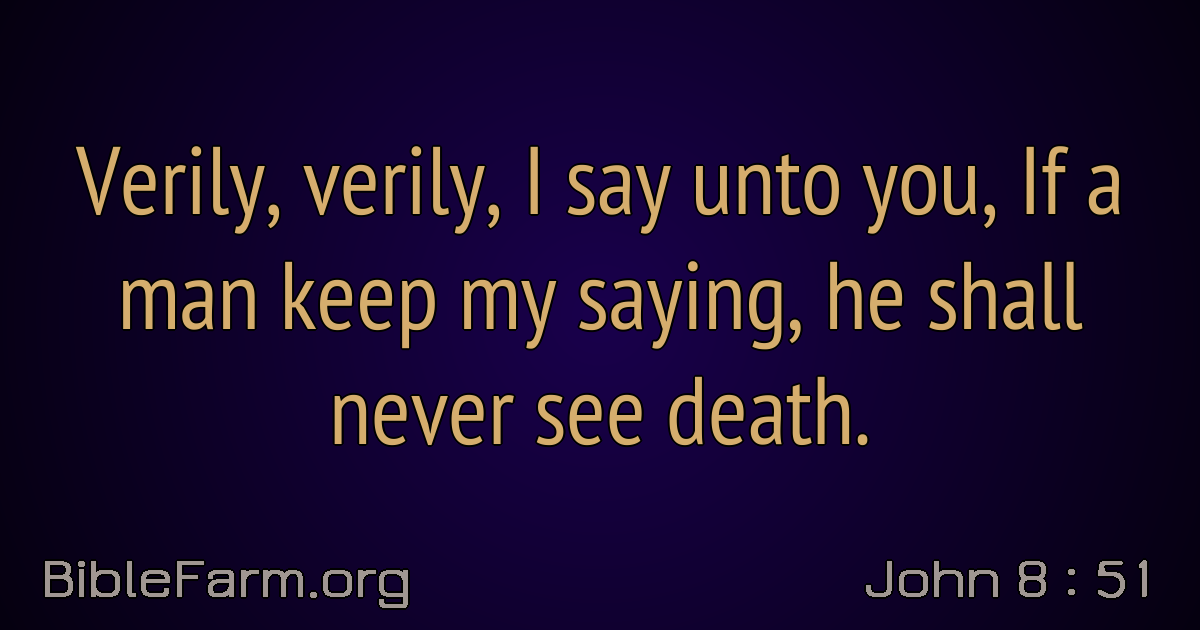 Verily, verily, I say unto you, If a
man keep my saying, he shall
never see death.
BibleFarm.org
John 8 : 51